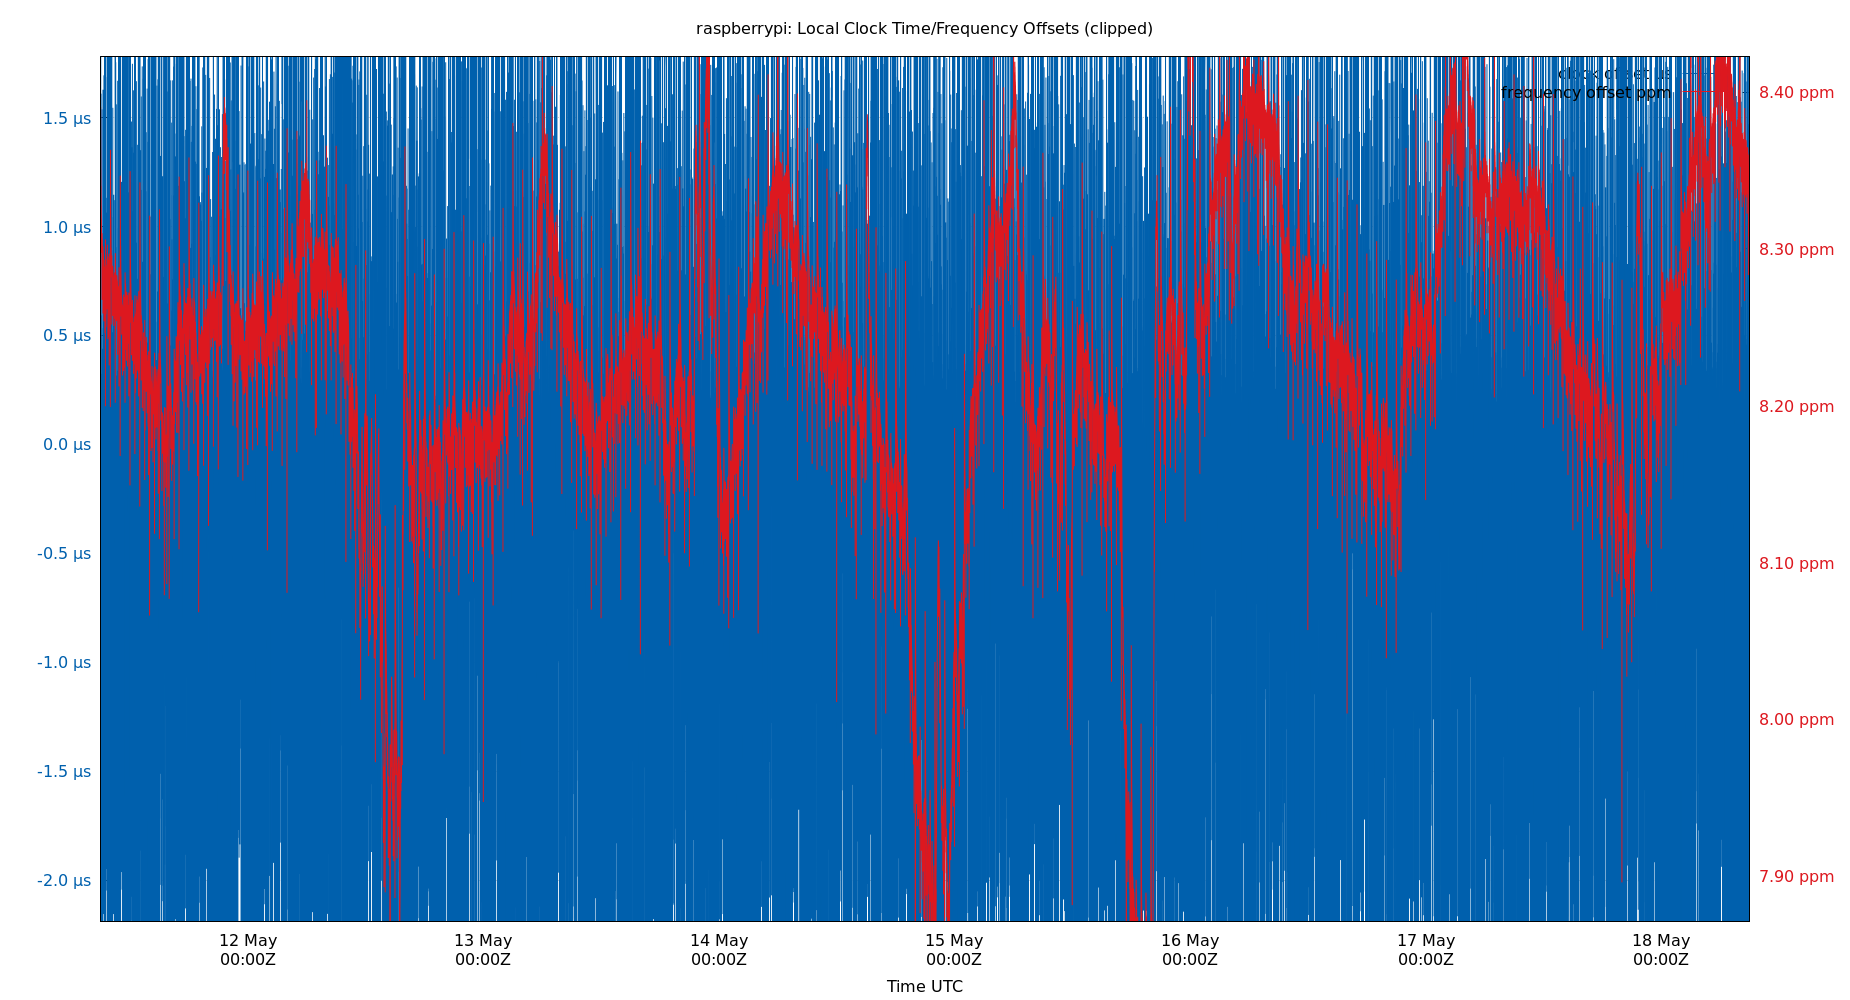 raspberrypi: Local Clock Time/Frequency Offsets (clipped)
clock offset µs
frequency offset ppm
1.5 µs
1.0 µs
0.5 µs
0.0 µs
-0.5 µs
-1.0 µs
-1.5 µs
-2.0 µs
8.40 ppm
8.30 ppm
8.20 ppm
8.10 ppm
8.00 ppm
7.90 ppm
12 May
00:00Z
13 May
00:00Z
14 May
00:00Z
15 May
00:00Z
16 May
00:00Z
17 May
00:00Z
18 May
00:00Z
Time UTC